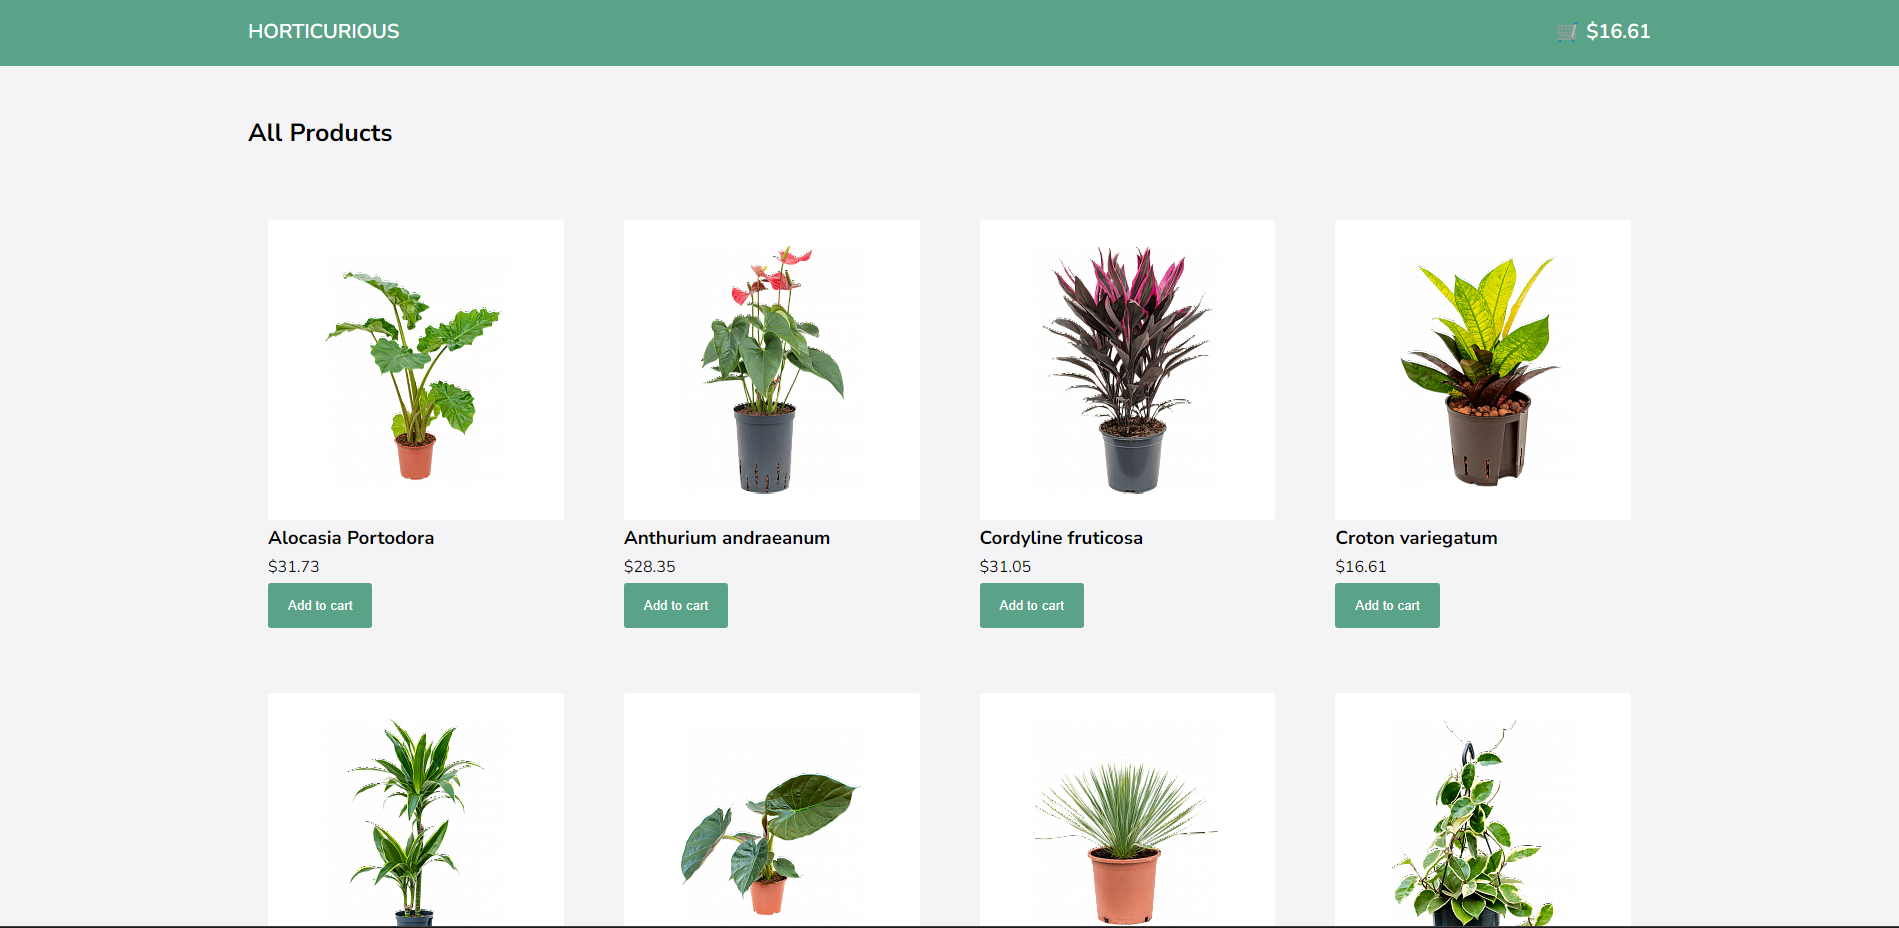 HORTICURIOUS
$16.61
All Products
Alocasia Portodora
$31.73
Add to cart
Anthurium andraeanum
$28.35
Add to cart
Cordyline fruticosa
$31.05
Add to cart
Croton variegatum
$16.61
Add to cart